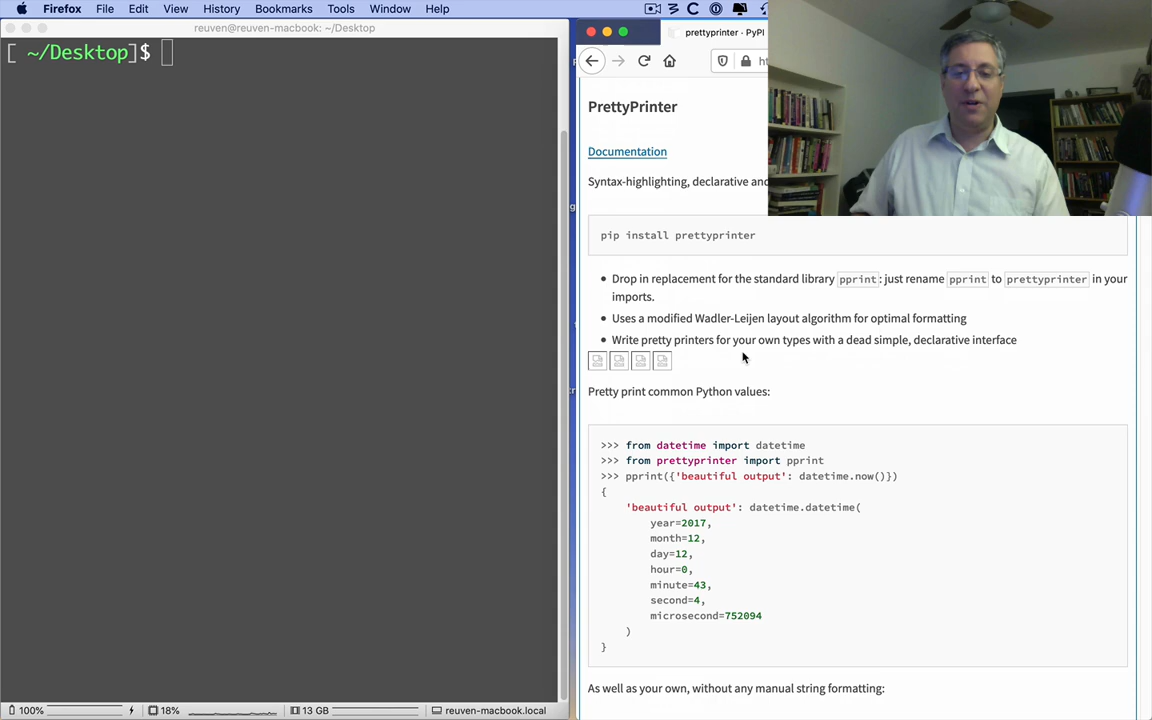 Firefox File Edit View History Bookmarks Tools Window Help
reuven@reuven-macbook: ~/Desktop
[ ~/Desktop]$
prettyprinter · PyPI
PrettyPrinter
Documentation
Syntax-highlighting, declarative and
pip install prettyprinter
Drop in replacement for the standard library pprint: just rename pprint to prettyprinter in your
imports.
Uses a modified Wadler-Leijen layout algorithm for optimal formatting
Write pretty printers for your own types with a dead simple, declarative interface
Pretty print common Python values:
>>> from datetime import datetime
>>> from prettyprinter import pprint
>>> pprint({'beautiful output': datetime.now()})
{
'beautiful output': datetime.datetime(
year=2017,
month=12,
day=12,
hour=0,
minute=43,
second=4,
microsecond=752094
)
}
As well as your own, without any manual string formatting:
100% 18% 13 GB reuven-macbook.local